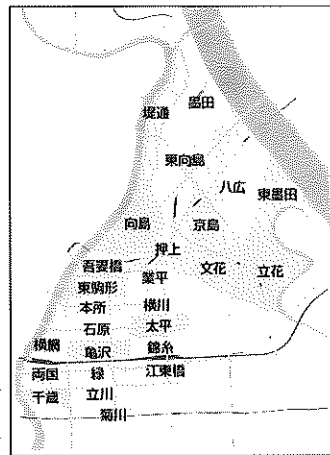 墨田
堤通
東向島
八広
東墨田
向島
京島
押上
吾妻橋
文花
立花
業平
東駒形
本所
横川
石原
太平
横網
亀沢
錦糸
両国
緑
江東橋
千歳
立川
菊川